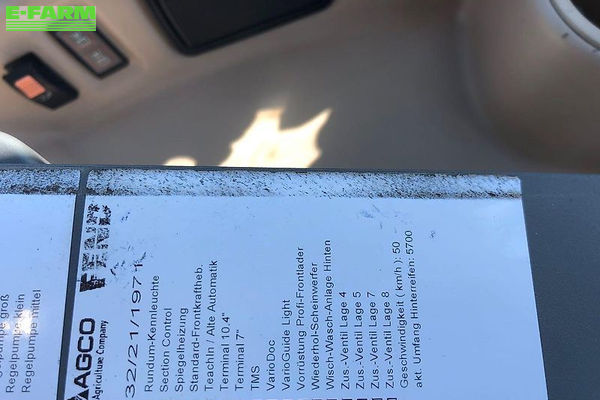 E-FARM
elpumpe groß
Regelpumpe klein
Regelpumpe mittel
AGCO
Agriculture Company
FENDT
32/21/1971
Rundum-Kennleuchte
Section Control
Spiegelheizung
Standard-Frontkraftheb.
TeachIn / Alte Automatik
Terminal 10.4"
Terminal 7"
TMS
VarioDoc
VarioGuide Light
Vorrüstung Profi-Frontlader
Wiederhol-Scheinwerfer
Wisch-Wasch-Anlage Hinten
Zus.-Ventil Lage 4
Zus.-Ventil Lage 5
Zus.-Ventil Lage 7
Zus.-Ventil Lage 8
Geschwindigkeit ( km/h ): 50
akt. Umfang Hinterreifen: 5700